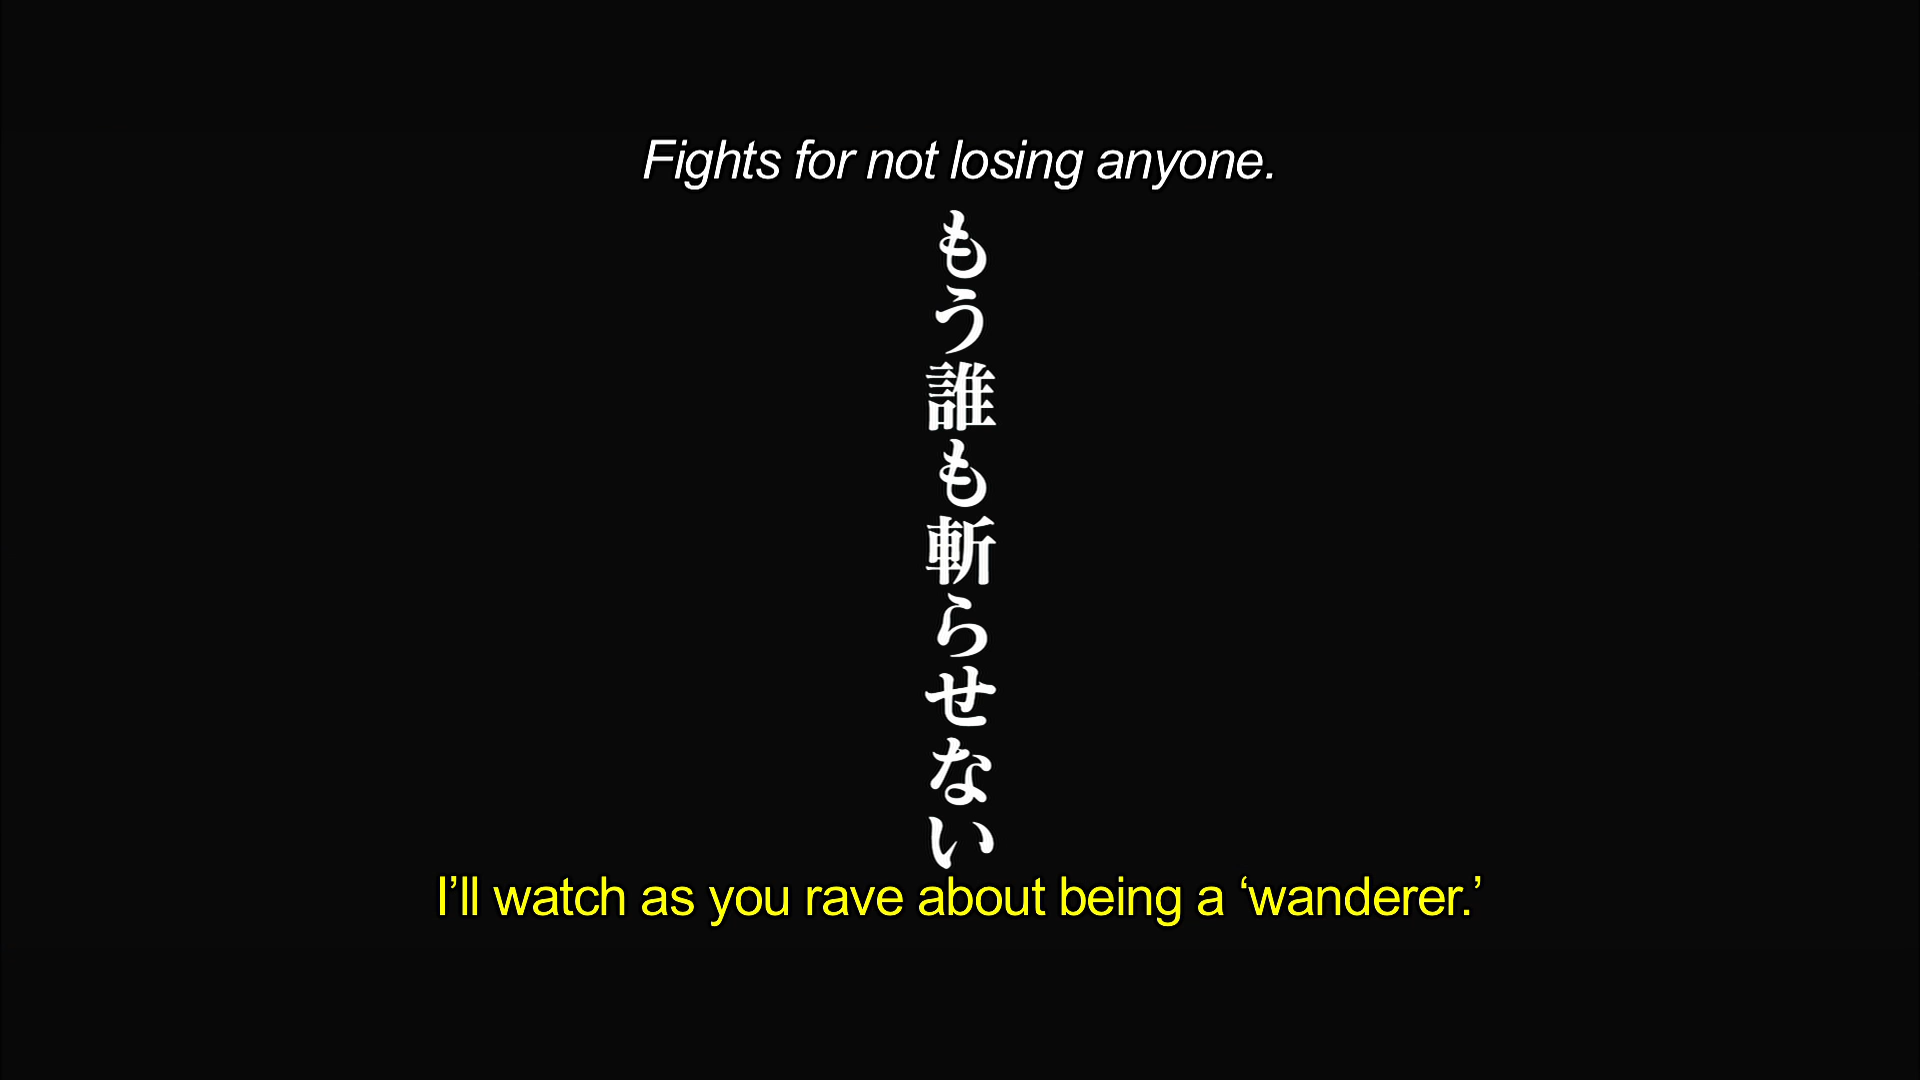 Fights for not losing anyone.
もう誰も斬らせない
I’ll watch as you rave about being a ‘wanderer.’